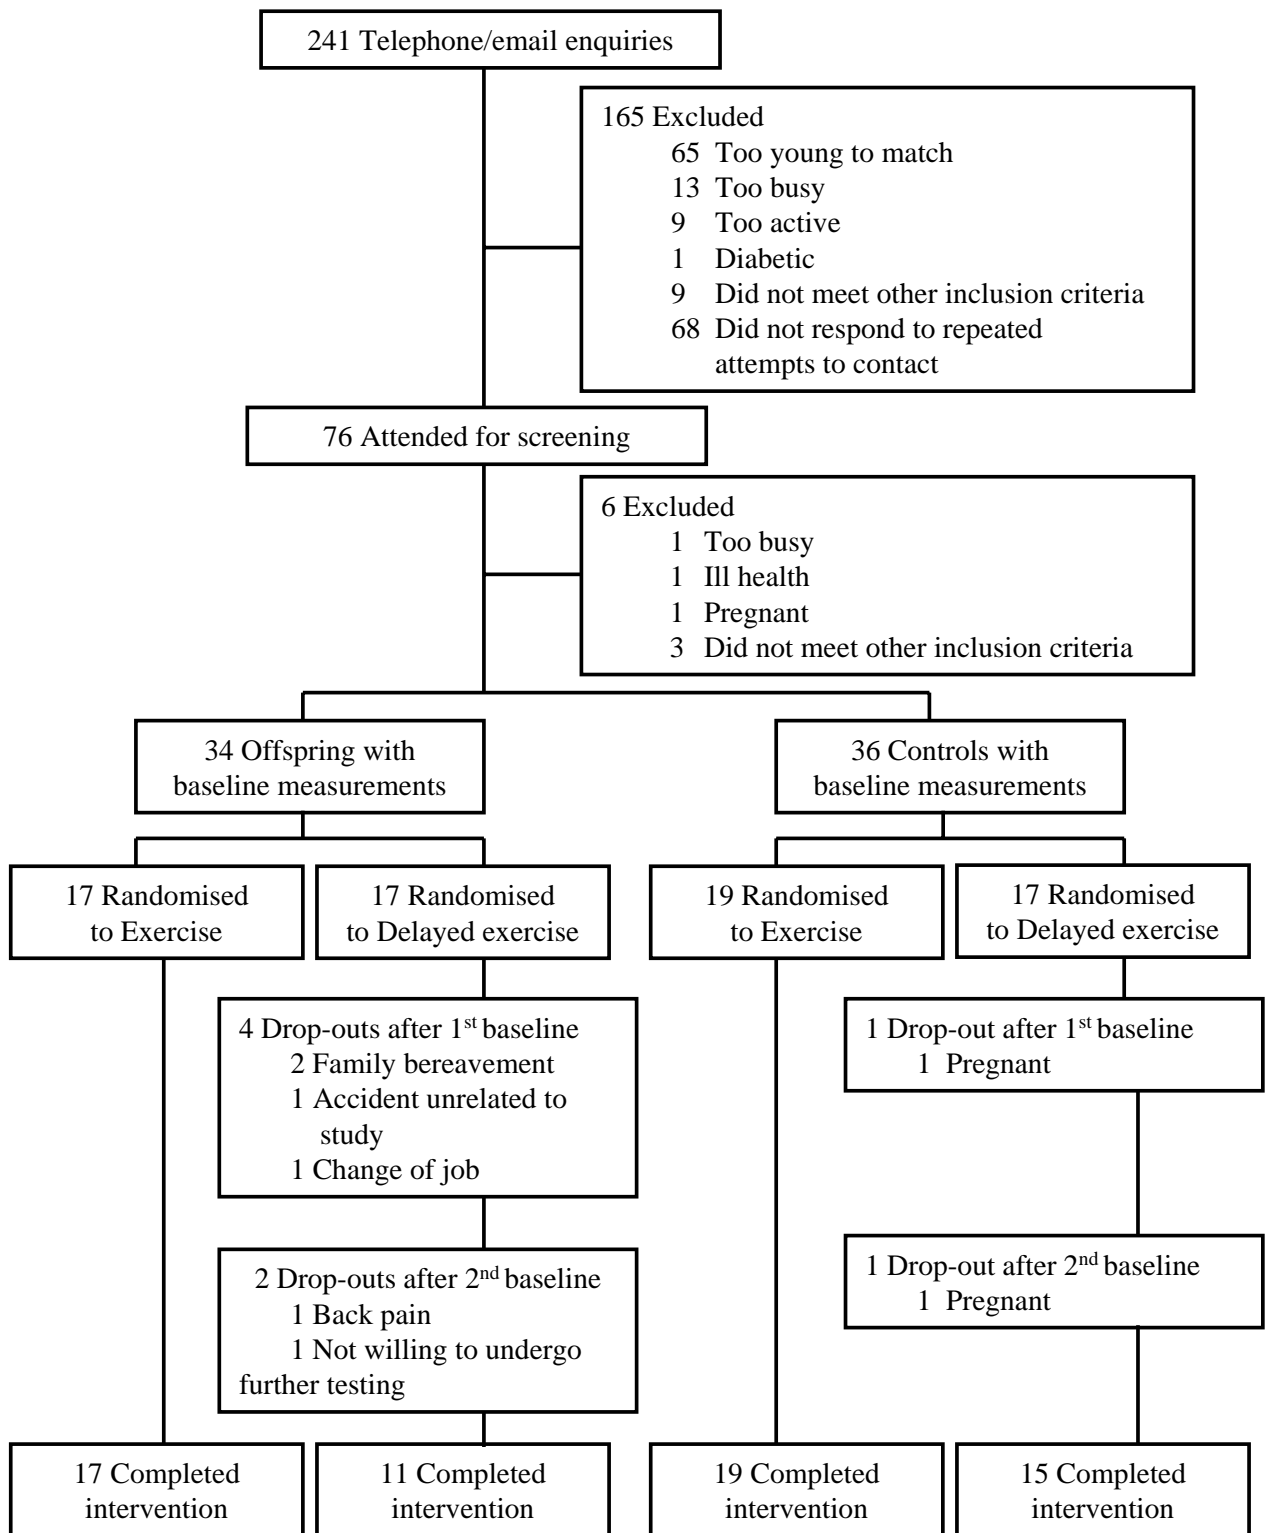 241 Telephone/email enquiries
165 Excluded
65 Too young to match
13 Too busy
9 Too active
1 Diabetic
9 Did not meet other inclusion criteria
68 Did not respond to repeated
attempts to contact
76 Attended for screening
6 Excluded
1 Too busy
1 Ill health
1 Pregnant
3 Did not meet other inclusion criteria
34 Offspring with
baseline measurements
36 Controls with
baseline measurements
17 Randomised
to Exercise
17 Randomised
to Delayed exercise
19 Randomised
to Exercise
17 Randomised
to Delayed exercise
4 Drop-outs after 1st baseline
2 Family bereavement
1 Accident unrelated to
study
1 Change of job
1 Drop-out after 1st baseline
1 Pregnant
2 Drop-outs after 2nd baseline
1 Back pain
1 Not willing to undergo
further testing
1 Drop-out after 2nd baseline
1 Pregnant
17 Completed
intervention
11 Completed
intervention
19 Completed
intervention
15 Completed
intervention